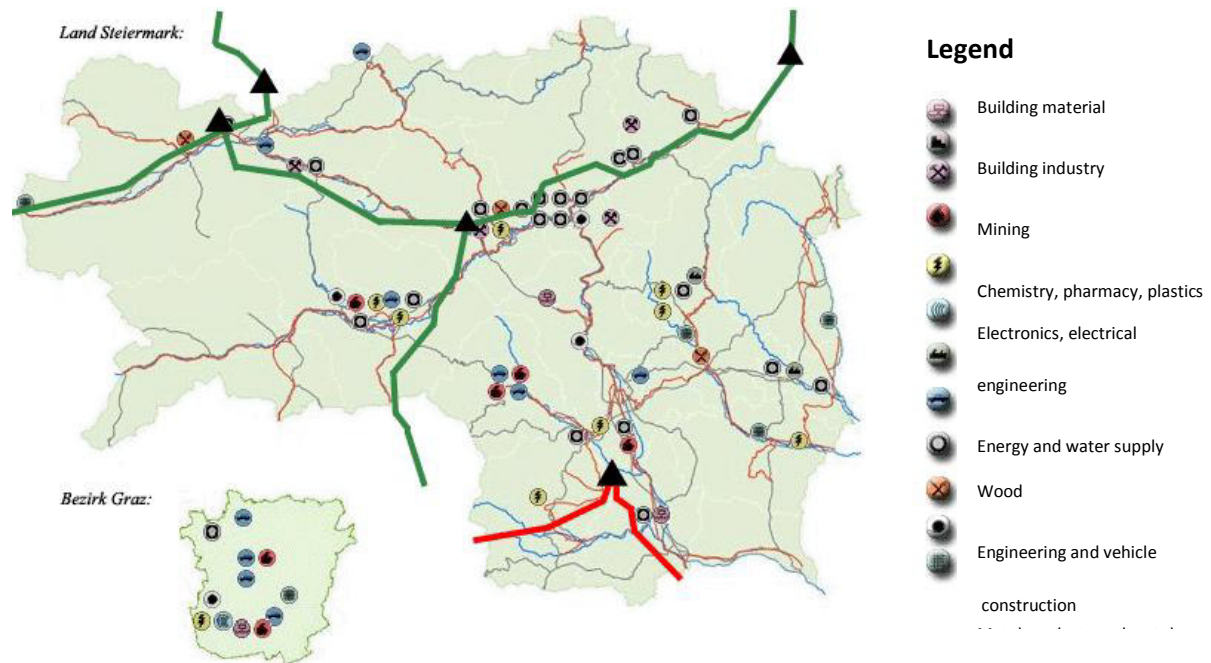 Land Steiermark:
Bezirk Graz:
Legend
Building material
Building industry
Mining
Chemistry, pharmacy, plastics
Electronics, electrical
engineering
Energy and water supply
Wood
Engineering and vehicle
construction